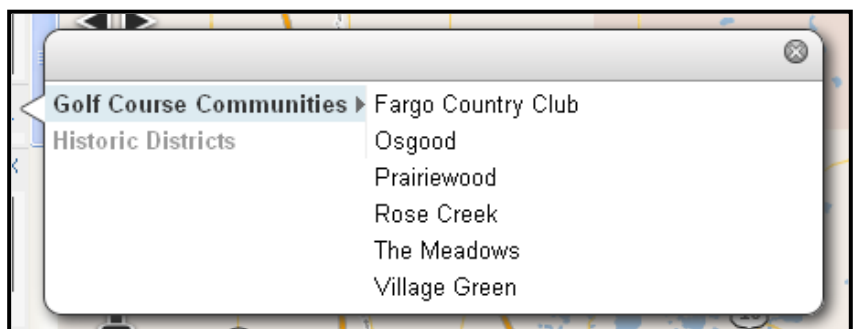 Golf Course Communities
Historic Districts
Fargo Country Club
Osgood
Prairiewood
Rose Creek
The Meadows
Village Green